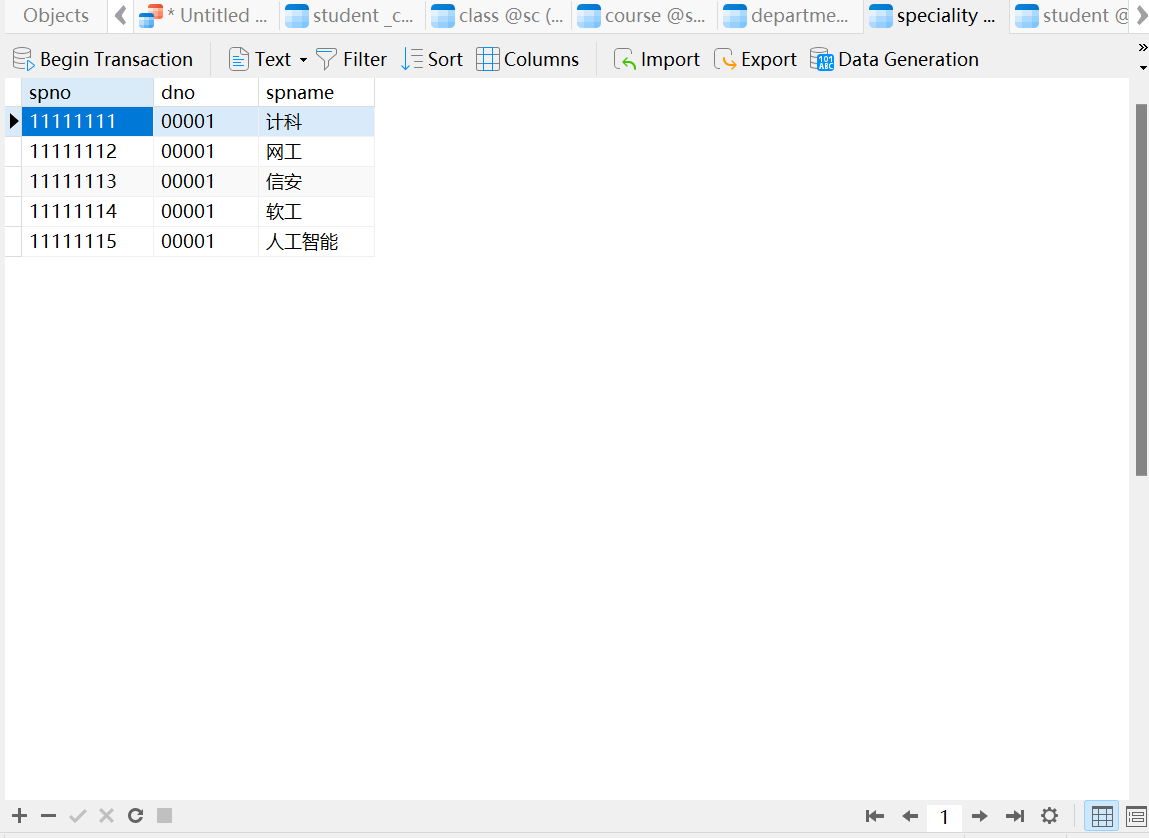 Objects * Untitled ... student _c... class @sc (... course @s... departme... speciality ... student @
Begin Transaction Text Filter Sort Columns Import Export Data Generation
spno dno spname
11111111 00001 计科
11111112 00001 网工
11111113 00001 信安
11111114 00001 软工
11111115 00001 人工智能
1